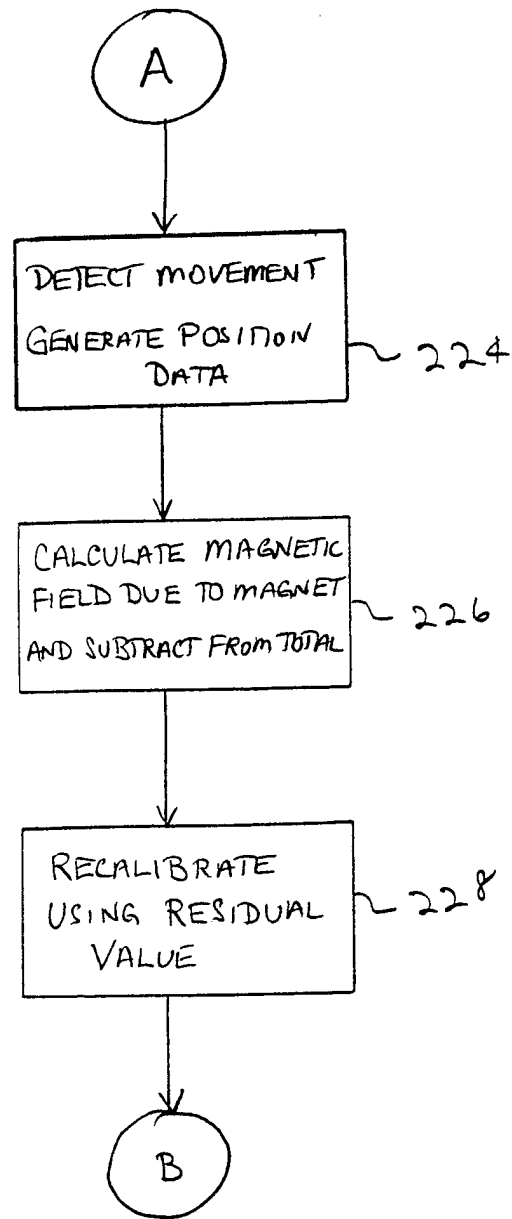 A
DETECT MOVEMENT
GENERATE POSITION
DATA
224
CALCULATE MAGNETIC
FIELD DUE TO MAGNET
AND SUBTRACT FROM TOTAL
226
RECALIBRATE
USING RESIDUAL
VALUE
228
B